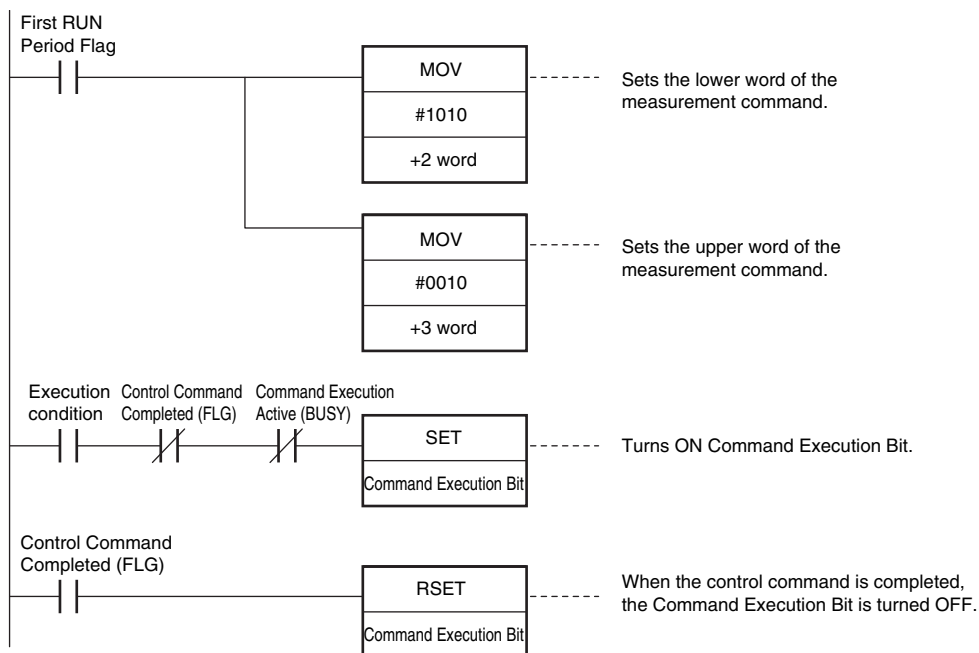 First RUN
Period Flag
MOV
#1010
+2 word
Sets the lower word of the
measurement command.
MOV
#0010
+3 word
Sets the upper word of the
measurement command.
Execution
condition
Control Command
Completed (FLG)
Command Execution
Active (BUSY)
SET
Command Execution Bit
Turns ON Command Execution Bit.
Control Command
Completed (FLG)
RSET
Command Execution Bit
When the control command is completed,
the Command Execution Bit is turned OFF.